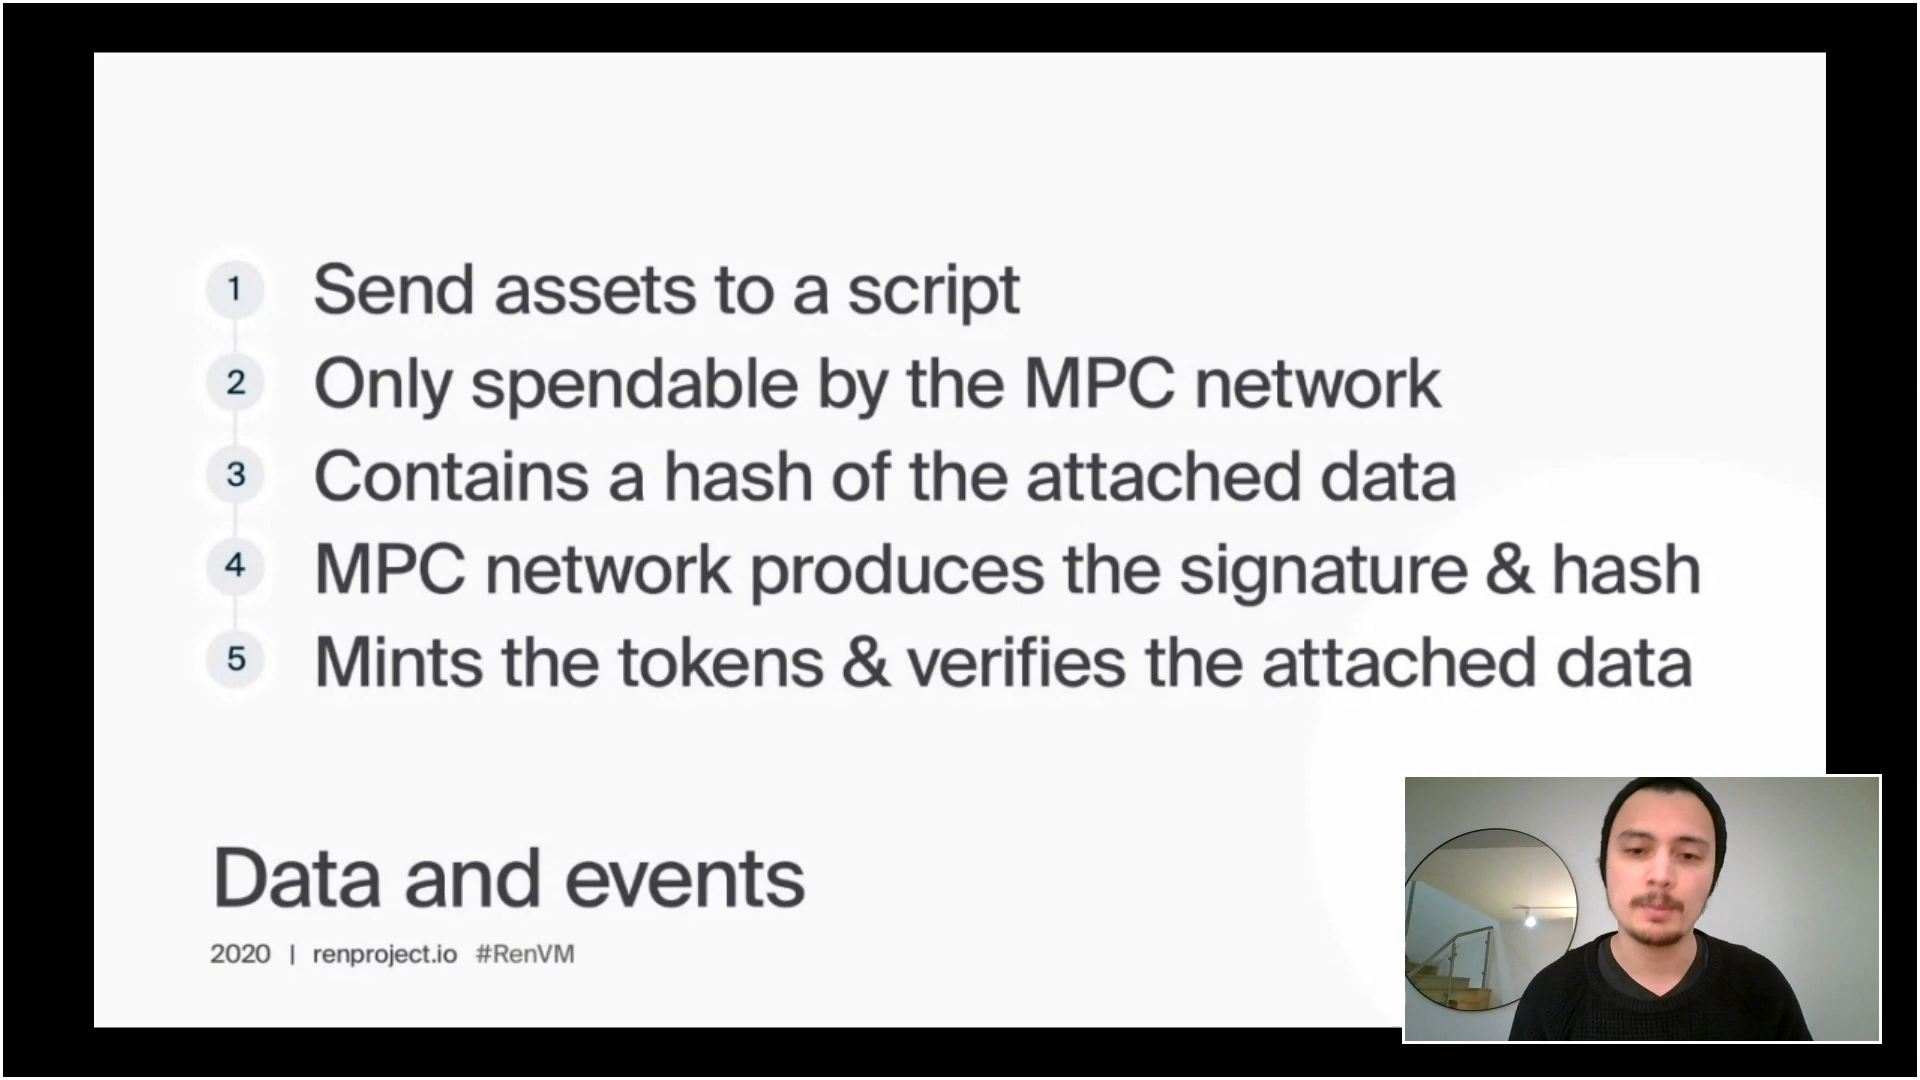 1 Send assets to a script
2 Only spendable by the MPC network
3 Contains a hash of the attached data
4 MPC network produces the signature & hash
5 Mints the tokens & verifies the attached data
Data and events
2020 | renproject.io #RenVM